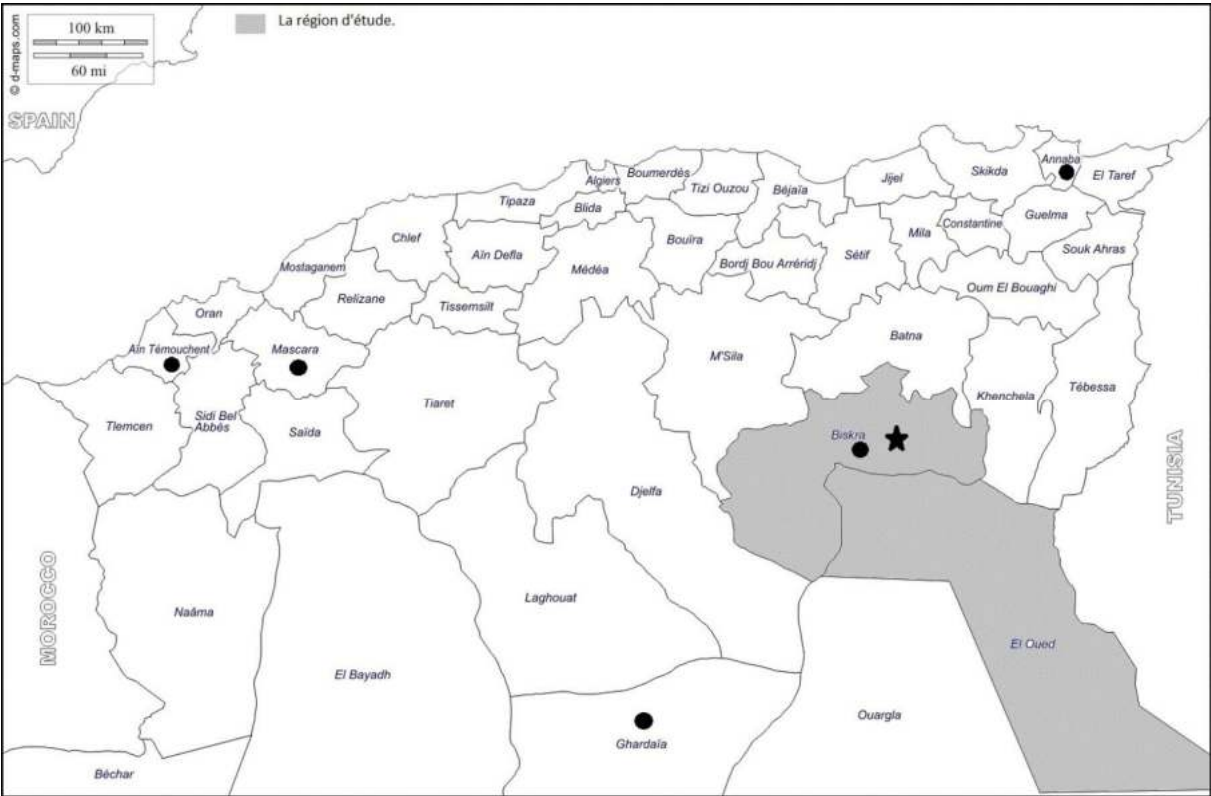 100 km
60 mi
© d-maps.com
La région d'étude.
SPAIN
Annaba
Algiers
Boumerdès
Tizi Ouzou
Béjaïa
Jijel
Skikda
El Taref
Tipaza
Blida
Constantine
Guelma
Chlef
Aïn Defla
Médéa
Bouïra
Bordj Bou Arréridj
Sétif
Mila
Souk Ahras
Mostaganem
Relizane
Tissemsilt
Oum El Bouaghi
Oran
Aïn Témouchent
Mascara
M'Sila
Batna
Tlemcen
Sidi Bel
Abbès
Saïda
Tiaret
Khenchela
Tébessa
Biskra
TUNISIA
Djelfa
MOROCCO
Naâma
Laghouat
El Oued
El Bayadh
Ghardaïa
Ouargla
Béchar